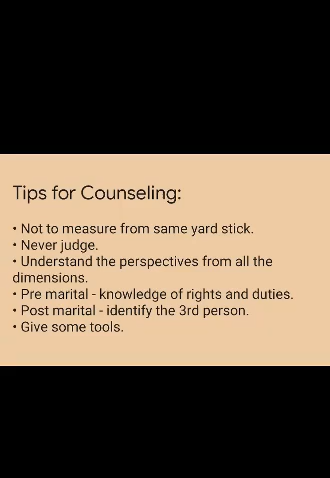 Tips for Counseling:
• Not to measure from same yard stick.
• Never judge.
• Understand the perspectives from all the
dimensions.
• Pre marital - knowledge of rights and duties.
• Post marital - identify the 3rd person.
• Give some tools.